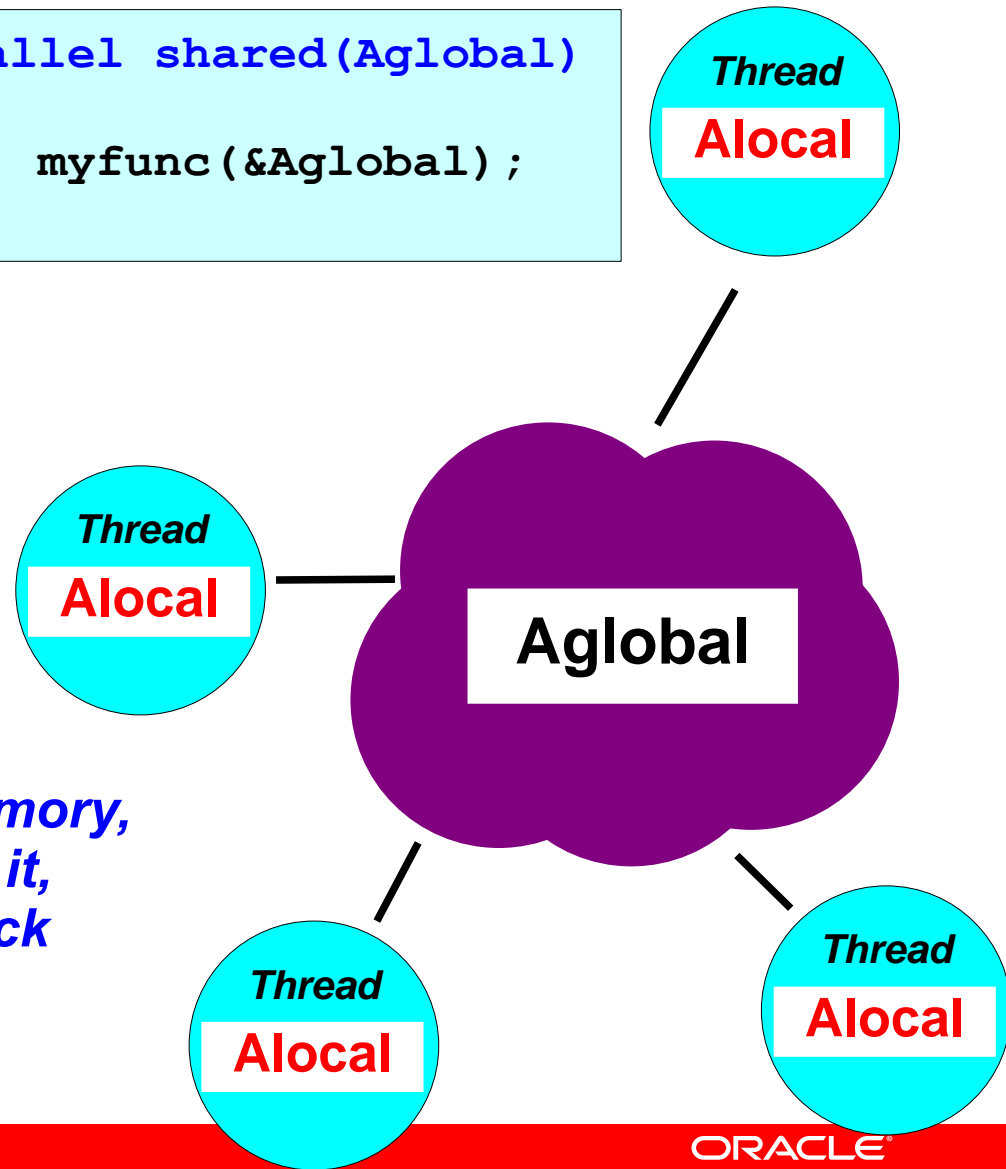 allel shared(Aglobal)
myfunc(&Aglobal);
Thread
Alocal
Thread
Alocal
Aglobal
mory,
it,
ck
Thread
Alocal
Thread
Alocal
ORACLE®